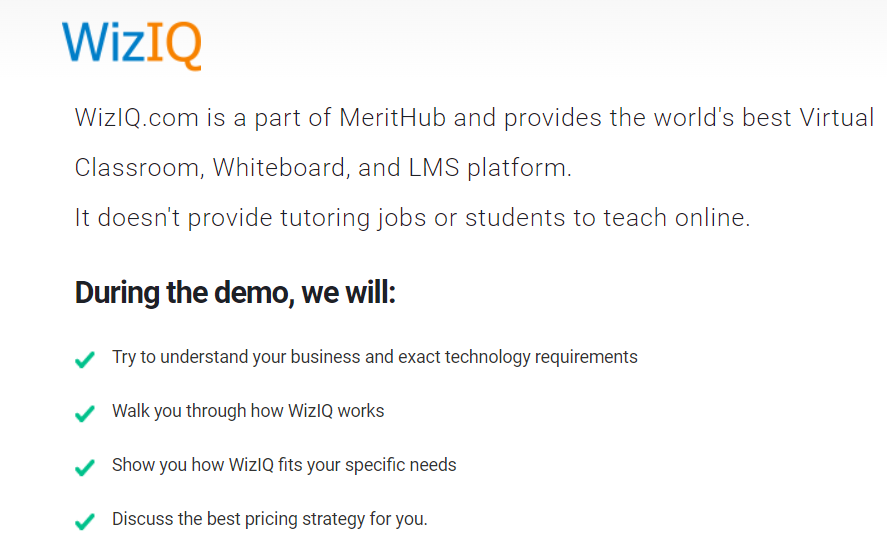 WizIQ
WizIQ.com is a part of MeritHub and provides the world's best Virtual
Classroom, Whiteboard, and LMS platform.
It doesn't provide tutoring jobs or students to teach online.
During the demo, we will:
Try to understand your business and exact technology requirements
Walk you through how WizIQ works
Show you how WizIQ fits your specific needs
Discuss the best pricing strategy for you.